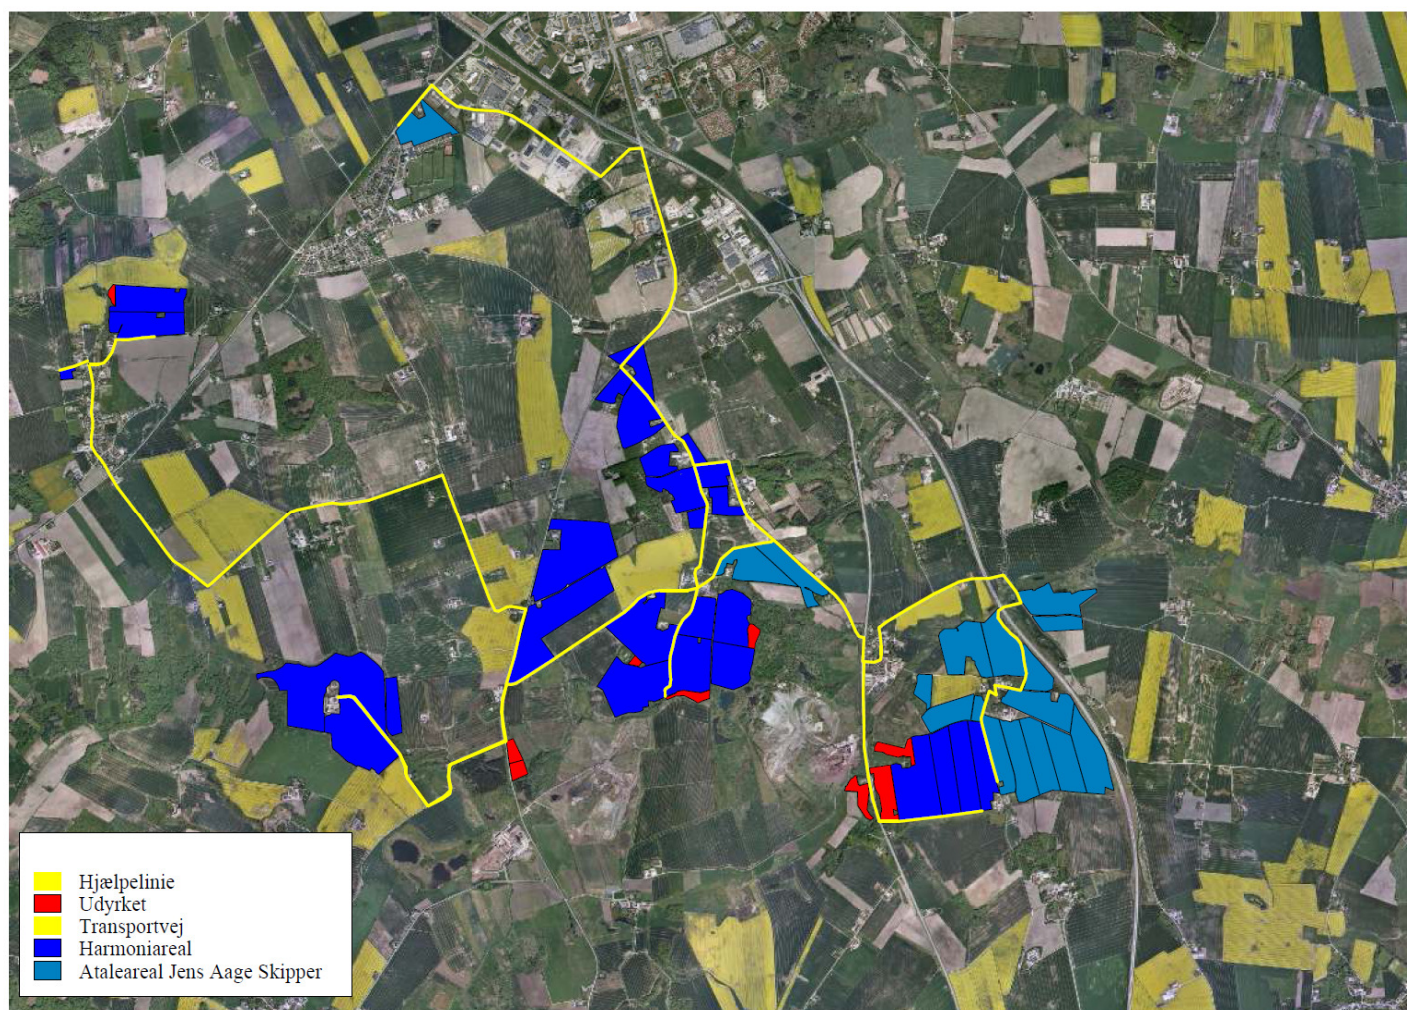 Hjælpelinie
Udyrket
Transportvej
Harmoniareal
Ataleareal Jens Aage Skipper